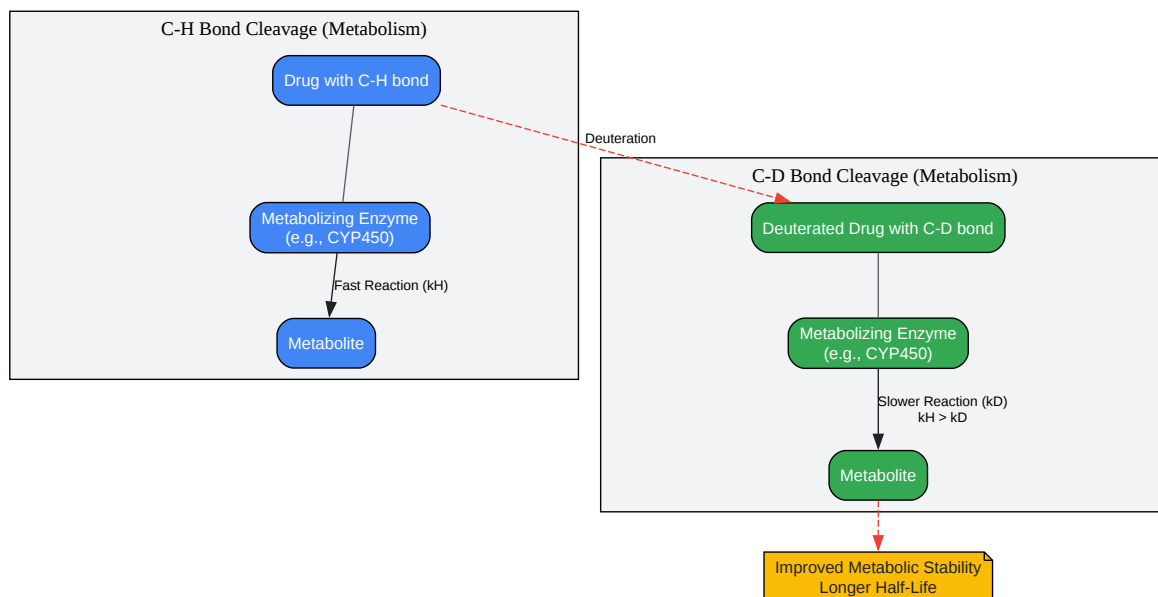 C-H Bond Cleavage (Metabolism)
Drug with C-H bond
Deuteration
Metabolizing Enzyme
(e.g., CYP450)
Fast Reaction (kH)
Metabolite
C-D Bond Cleavage (Metabolism)
Deuterated Drug with C-D bond
Metabolizing Enzyme
(e.g., CYP450)
Slower Reaction (kD)
kH > kD
Metabolite
Improved Metabolic Stability
Longer Half-Life